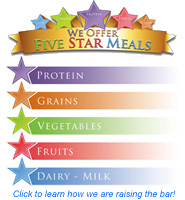 We Offer
Five Star Meals
Protein
Grains
Vegetables
Fruits
Dairy - Milk
Click to learn how we are raising the bar!